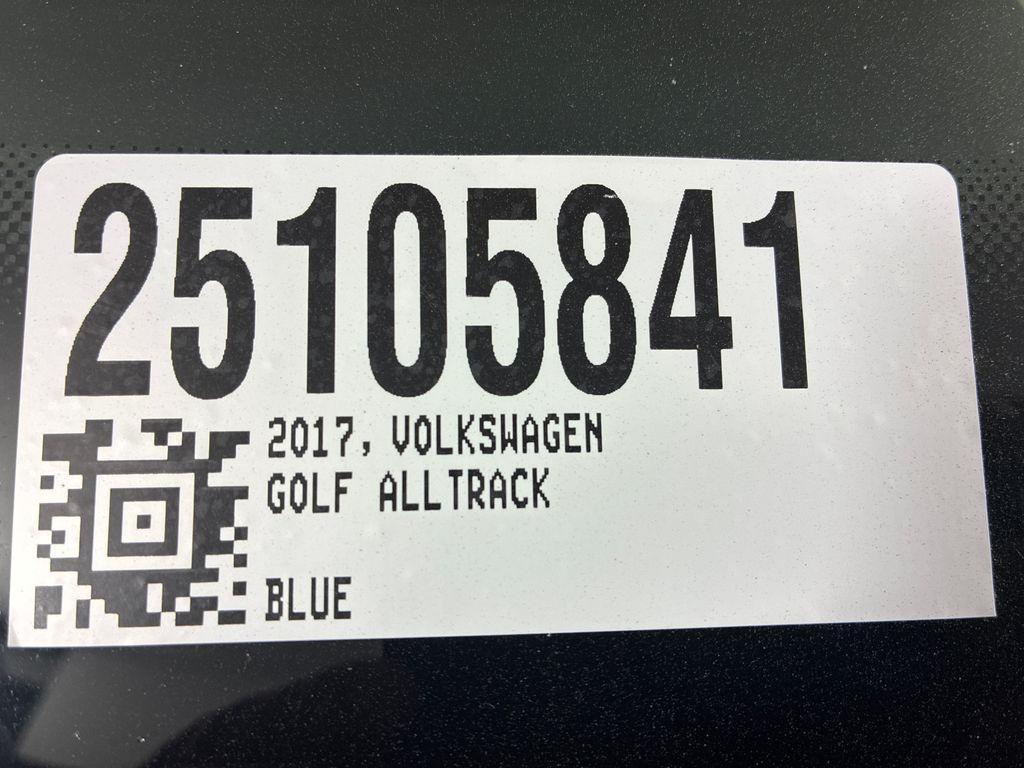 25105841
2017, VOLKSWAGEN
GOLF ALLTRACK
BLUE